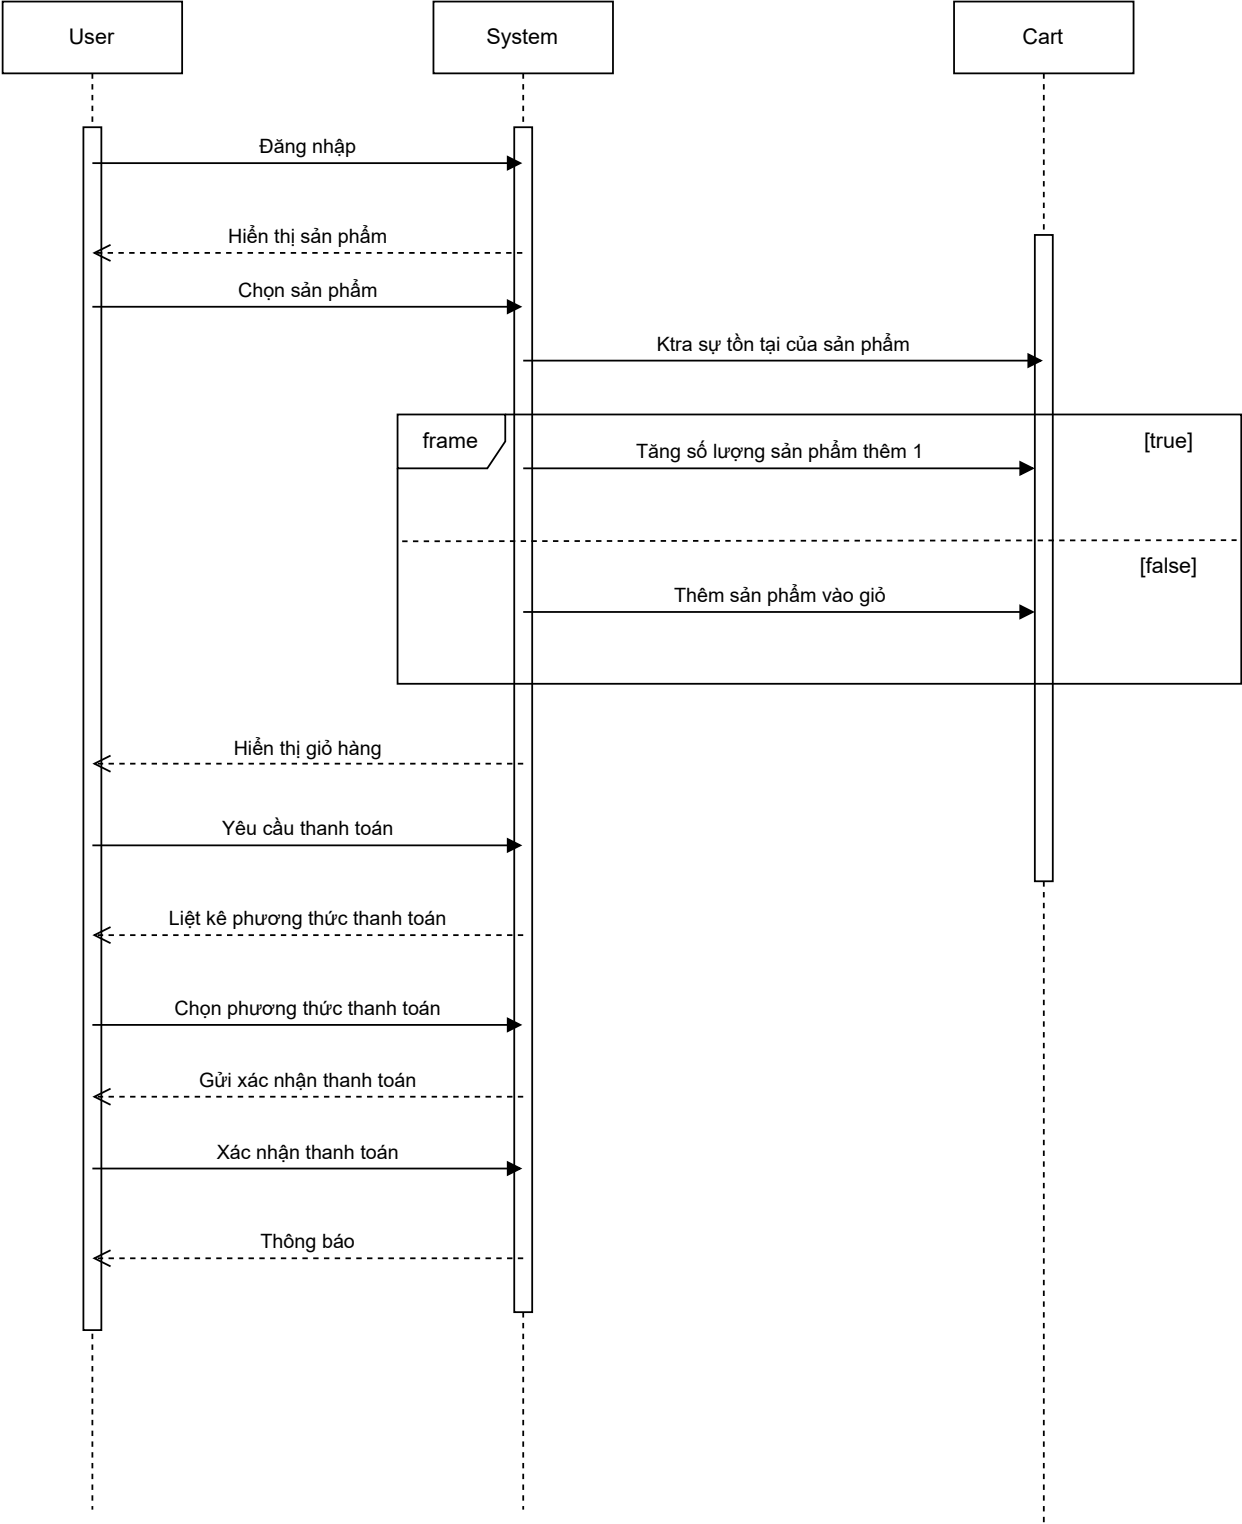 User
System
Cart
Đăng nhập
Hiển thị sản phẩm
Chọn sản phẩm
Ktra sự tồn tại của sản phẩm
frame
[true]
Tăng số lượng sản phẩm thêm 1
[false]
Thêm sản phẩm vào giỏ
Hiển thị giỏ hàng
Yêu cầu thanh toán
Liệt kê phương thức thanh toán
Chọn phương thức thanh toán
Gửi xác nhận thanh toán
Xác nhận thanh toán
Thông báo